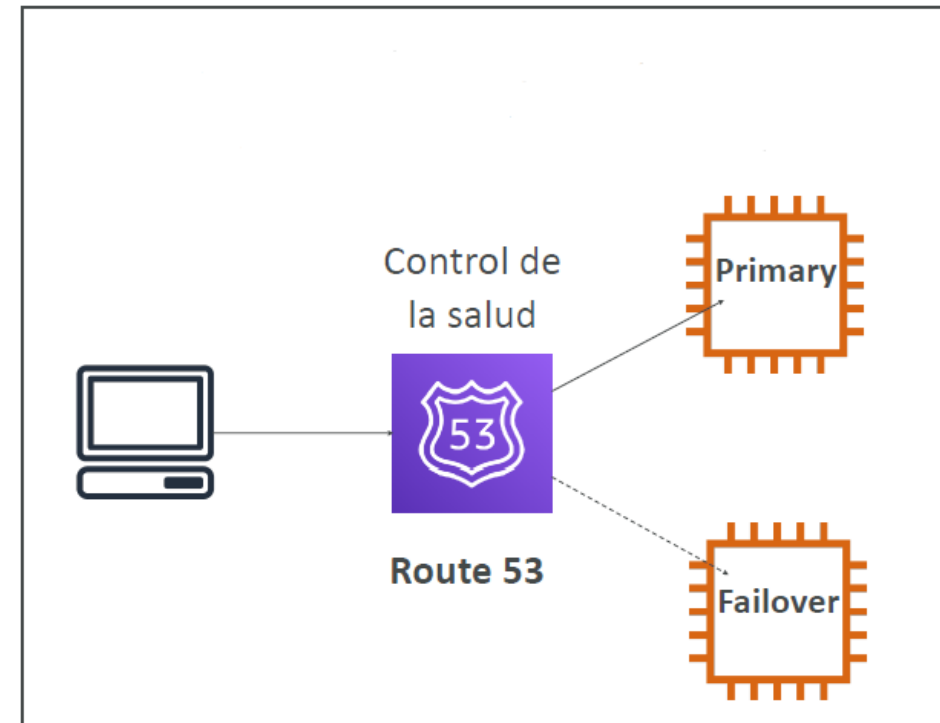 Control de
la salud
Primary
53
Route 53
Failover